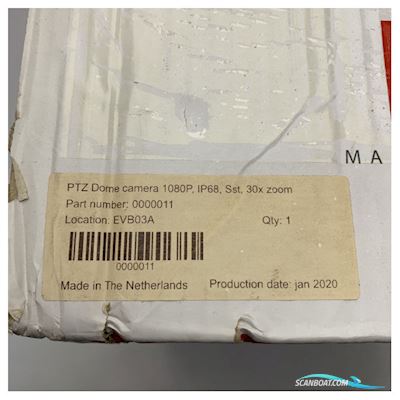 M A
PTZ Dome camera 1080P, IP68, Sst, 30x zoom
Part number: 0000011
Location: EVB03A Qty: 1
0000011
Made in The Netherlands Production date: jan 2020
SCANBOAT.COM